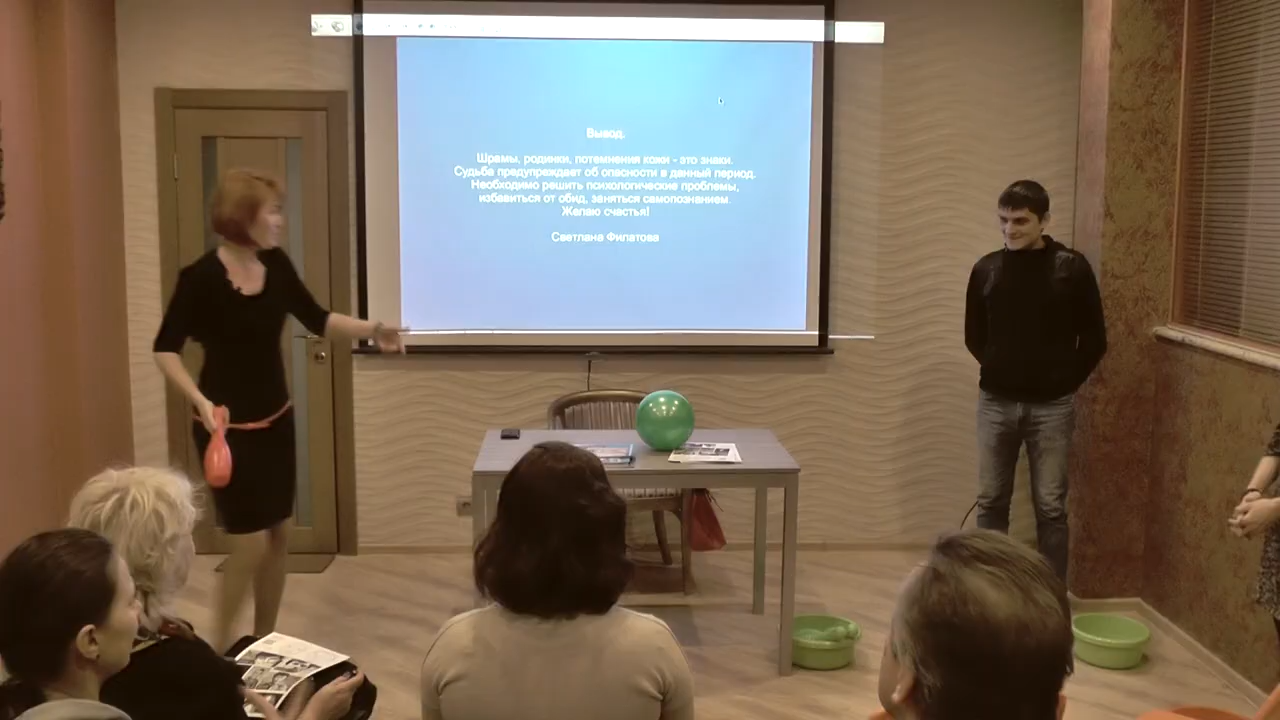 Вывод.
Шрамы, родинки, потемнения кожи - это знаки.
Судьба предупреждает об опасности в данный период.
Необходимо решить психологические проблемы,
избавиться от обид, заняться самопознанием.
Желаю счастья!
Светлана Филатова